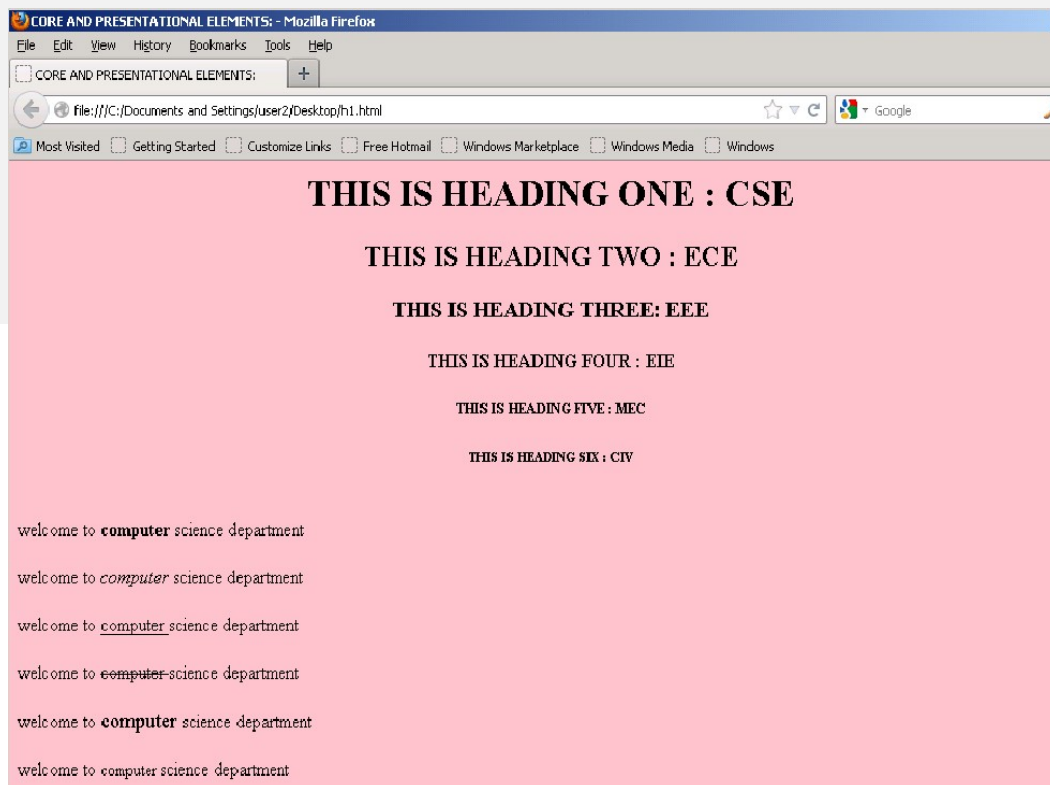 CORE AND PRESENTATIONAL ELEMENTS: - Mozilla Firefox
File Edit View History Bookmarks Tools Help
CORE AND PRESENTATIONAL ELEMENTS: +
file:///C:/Documents and Settings/user2/Desktop/h1.html Google
Most Visited Getting Started Customize Links Free Hotmail Windows Marketplace Windows Media Windows
THIS IS HEADING ONE : CSE
THIS IS HEADING TWO : ECE
THIS IS HEADING THREE: EEE
THIS IS HEADING FOUR : EIE
THIS IS HEADING FIVE : MEC
THIS IS HEADING SIX : CIV
welcome to computer science department
welcome to computer science department
welcome to computer science department
welcome to computer science department
welcome to computer science department
welcome to computer science department